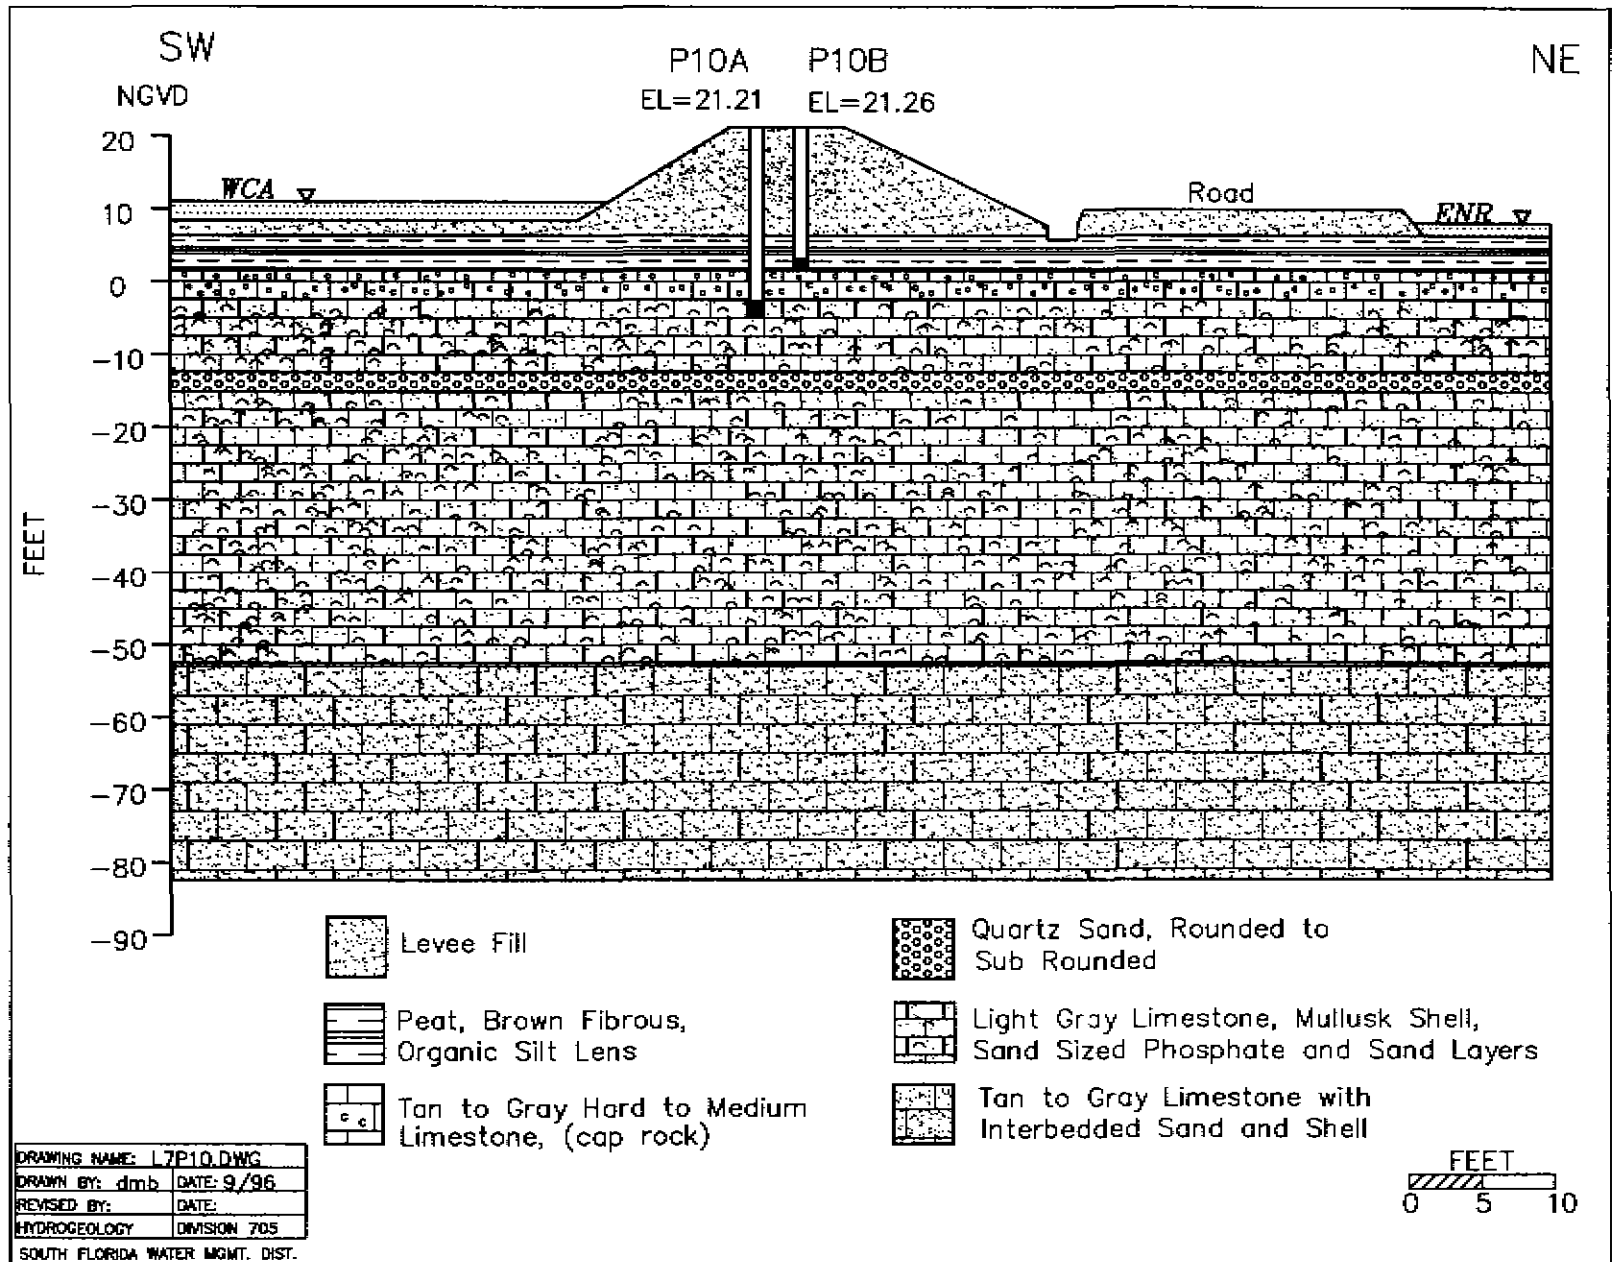 SW
NE
P10A P10B
EL=21.21 EL=21.26
NGVD
20
10
0
-10
-20
-30
-40
-50
-60
-70
-80
-90
FEET
WCA
Road
ENR
Levee Fill
Peat, Brown Fibrous,
Organic Silt Lens
Tan to Gray Hard to Medium
Limestone, (cap rock)
Quartz Sand, Rounded to
Sub Rounded
Light Gray Limestone, Mullusk Shell,
Sand Sized Phosphate and Sand Layers
Tan to Gray Limestone with
Interbedded Sand and Shell
DRAWING NAME: L7P10.DWG
DRAWN BY: dmb DATE: 9/96
REVISED BY: DATE:
HYDROGEOLOGY DIVISION 705
SOUTH FLORIDA WATER MGMT. DIST.
FEET
0 5 10